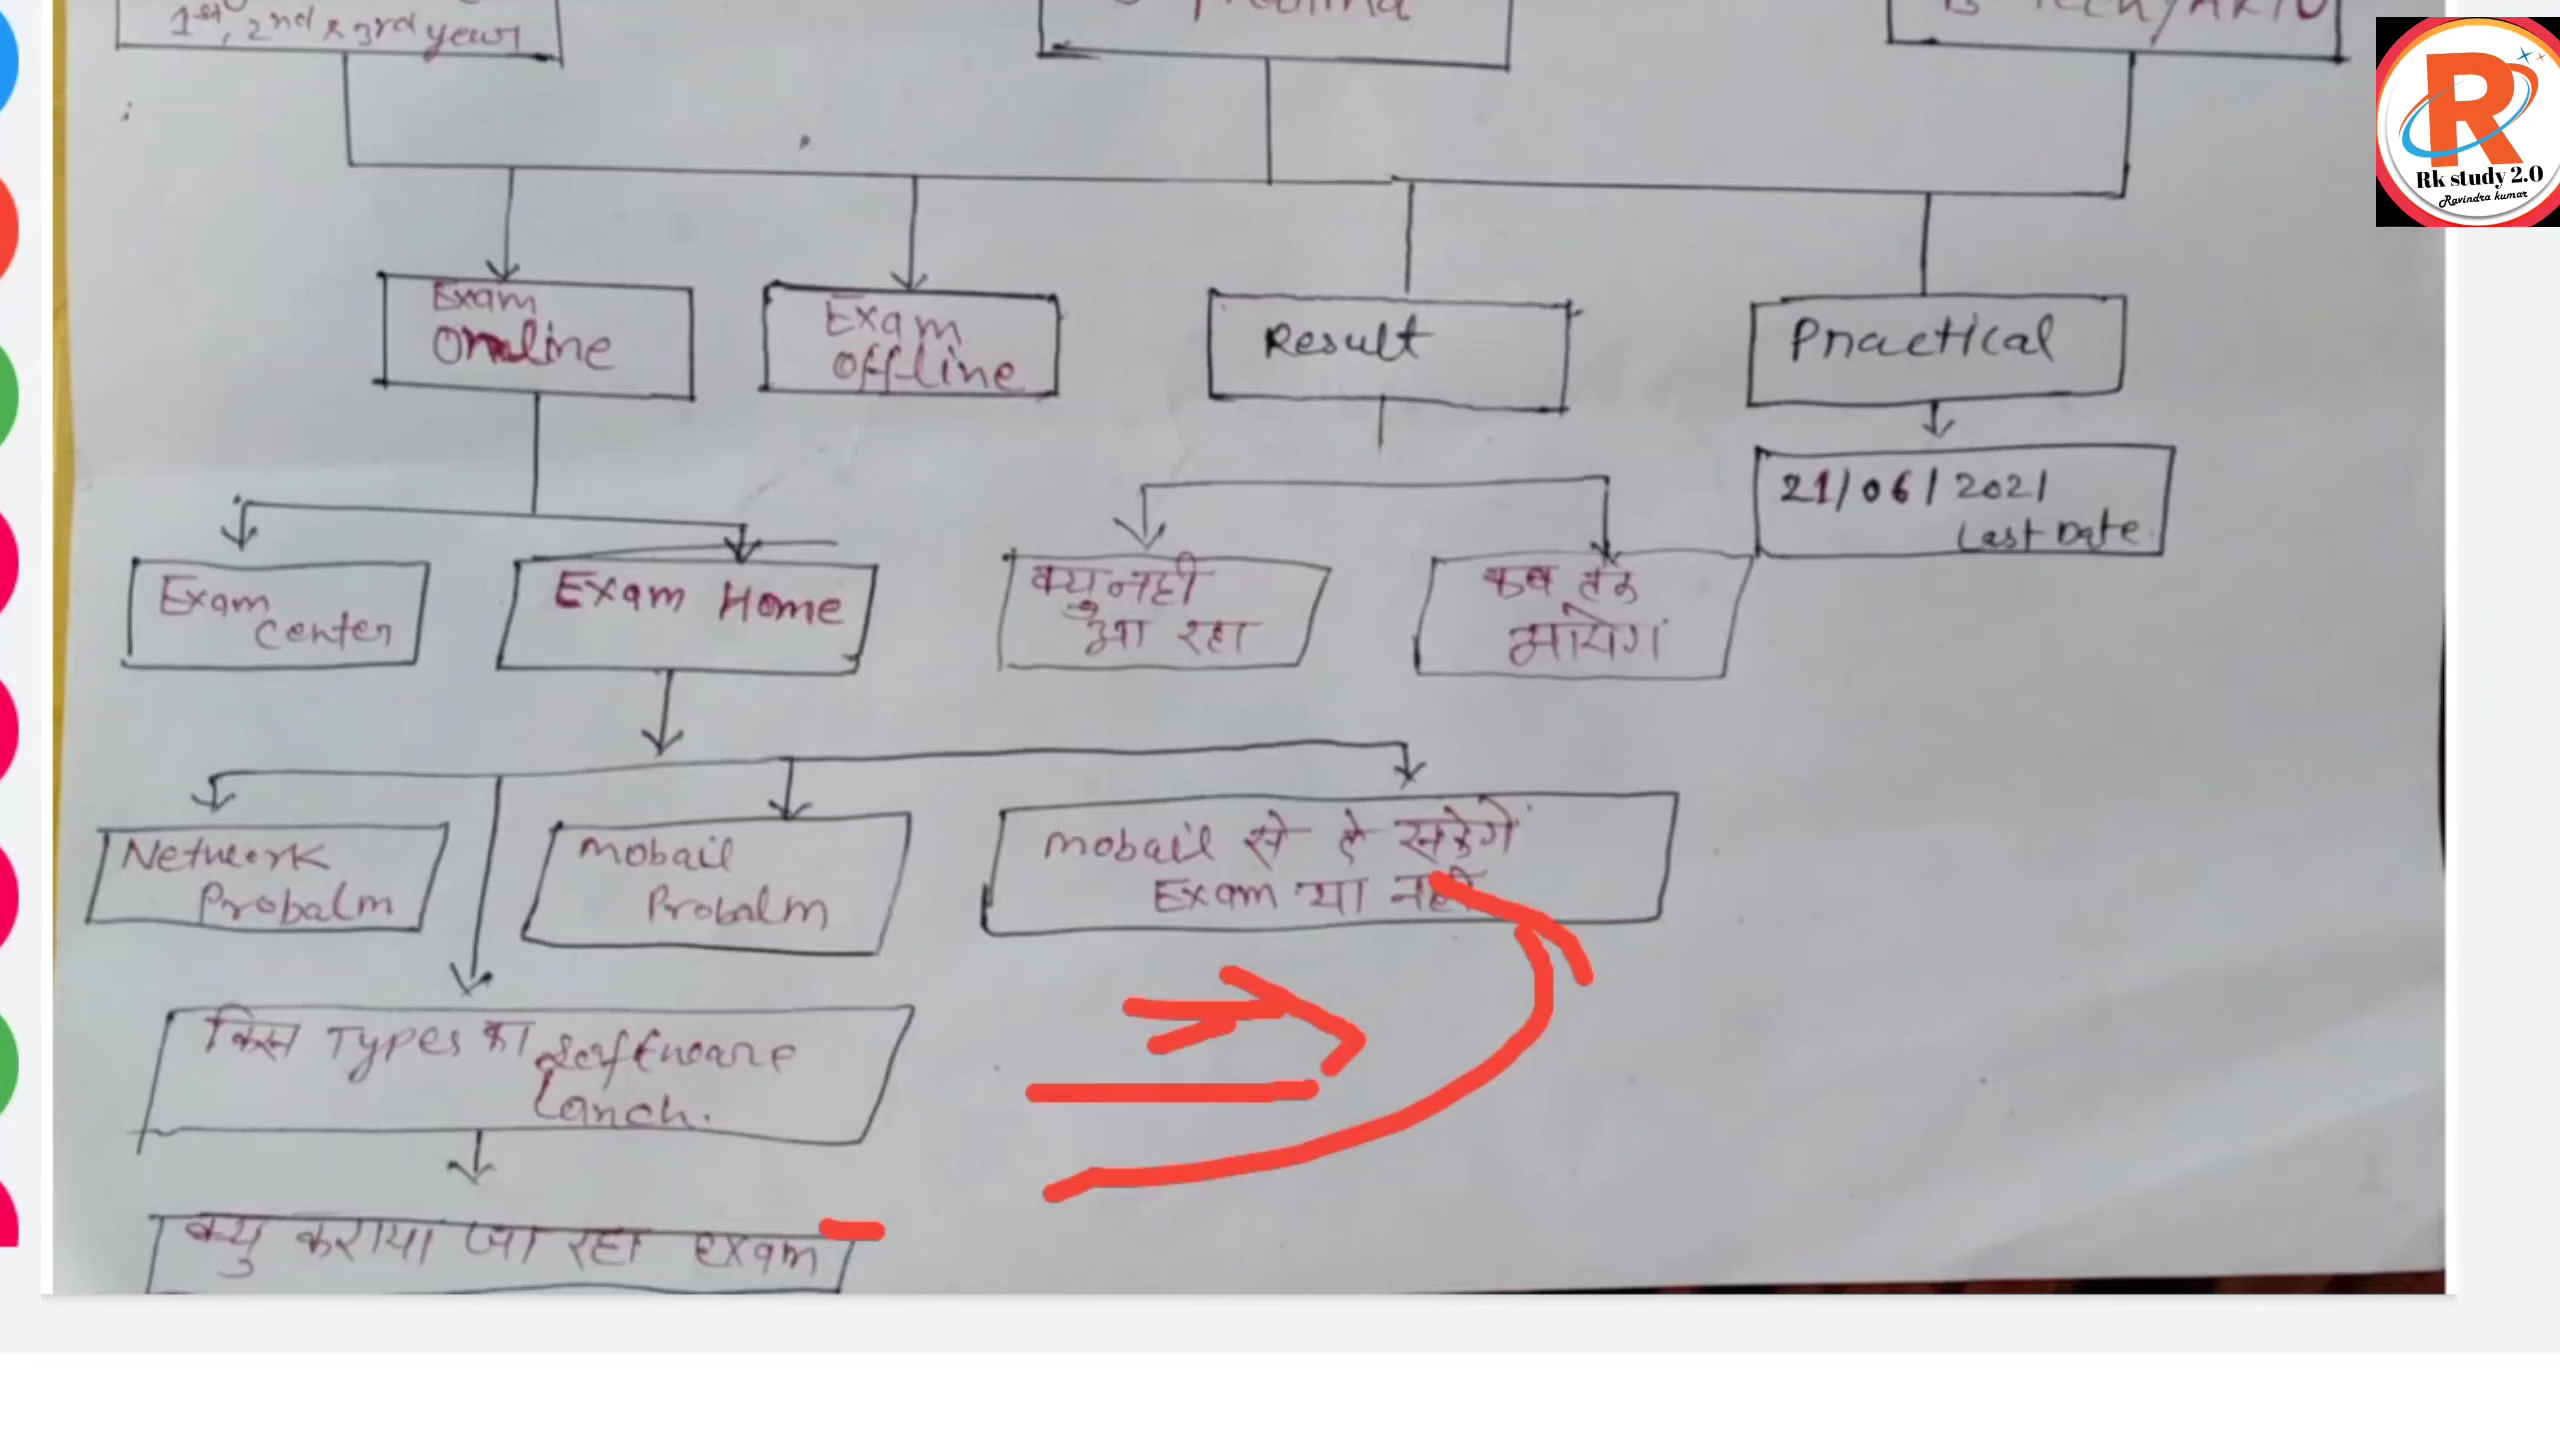 1st, 2nd & 3rd year
Rk study 2.0
Ravindra kumar
Exam
Online
Exam
Offline
Result
Practical
21/06/2021
Last Date
Exam
Center
Exam Home
क्यु नही
आ रहा
कब तक
आयेगा
Network
Probalm
mobail
Probalm
mobail से दे सकेगें
Exam या नही
किस Types का Software
Lanch.
क्यु कराया जा रहा Exam